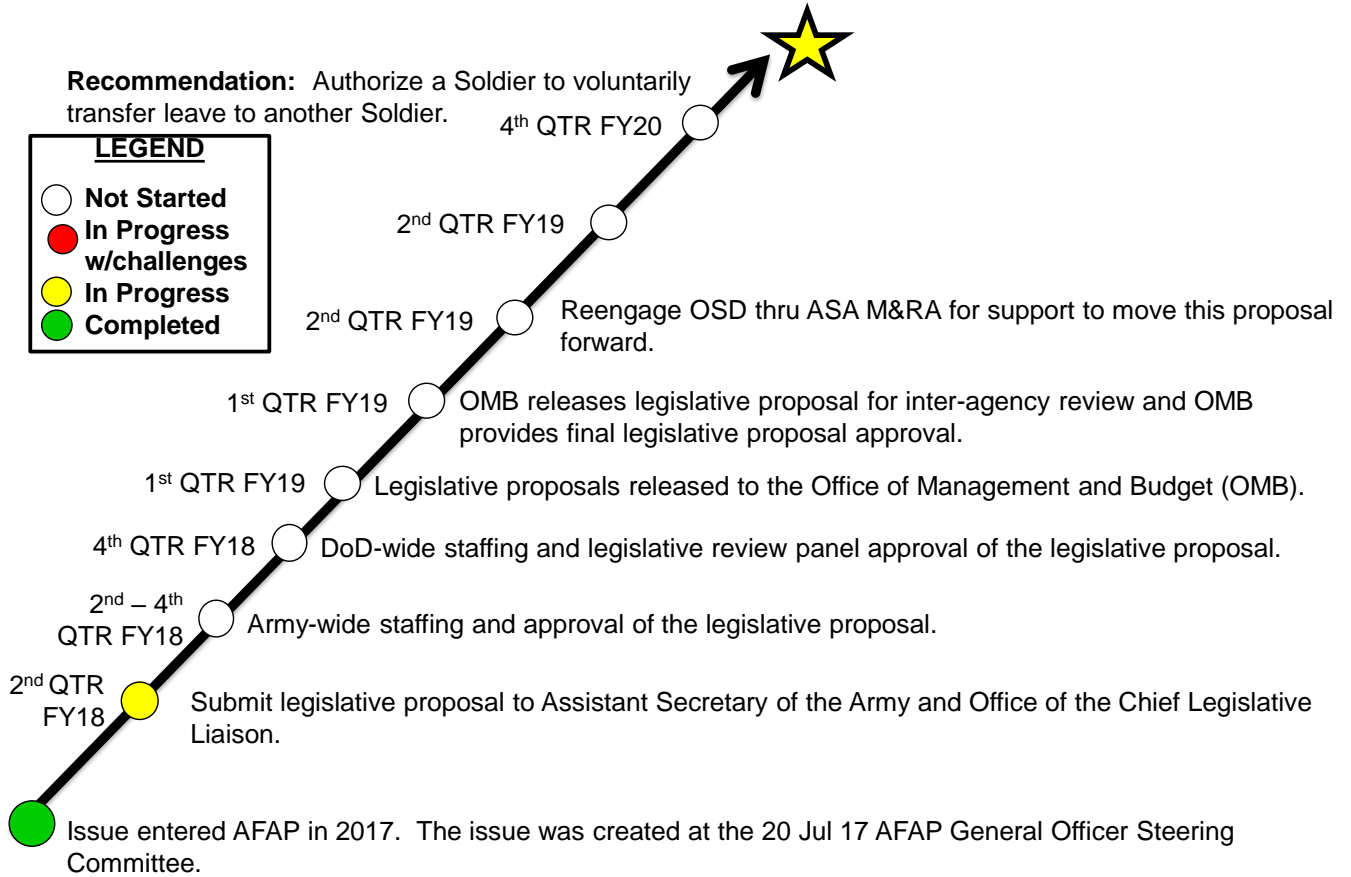 Recommendation: Authorize a Soldier to voluntarily
transfer leave to another Soldier.
LEGEND
Not Started
In Progress
w/challenges
In Progress
Completed
4th QTR FY20
2nd QTR FY19
2nd QTR FY19
Reengage OSD thru ASA M&RA for support to move this proposal
forward.
1st QTR FY19
OMB releases legislative proposal for inter-agency review and OMB
provides final legislative proposal approval.
1st QTR FY19
Legislative proposals released to the Office of Management and Budget (OMB).
4th QTR FY18
DoD-wide staffing and legislative review panel approval of the legislative proposal.
2nd – 4th
QTR FY18
Army-wide staffing and approval of the legislative proposal.
2nd QTR
FY18
Submit legislative proposal to Assistant Secretary of the Army and Office of the Chief Legislative
Liaison.
Issue entered AFAP in 2017. The issue was created at the 20 Jul 17 AFAP General Officer Steering
Committee.